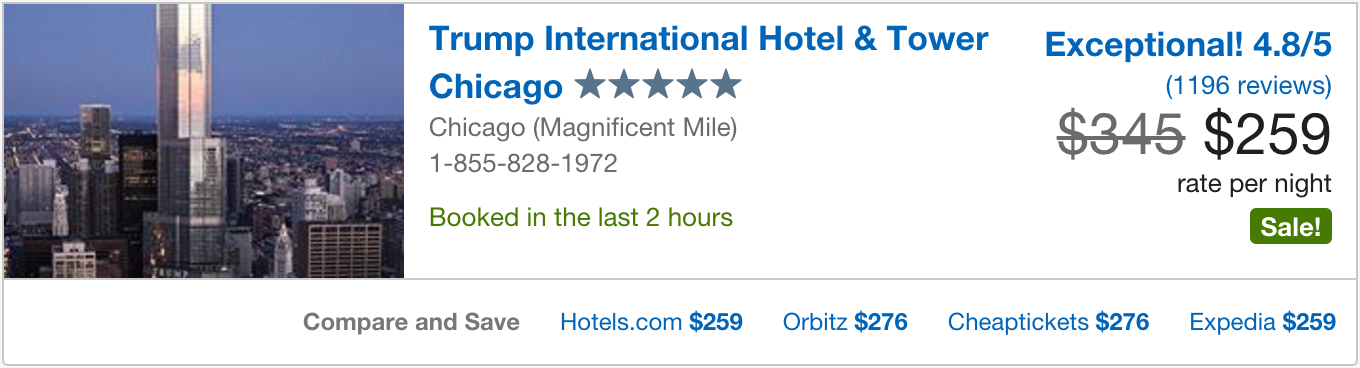 Trump International Hotel & Tower
Chicago ★★★★★
Chicago (Magnificent Mile)
1-855-828-1972
Booked in the last 2 hours
Exceptional! 4.8/5
(1196 reviews)
$345 $259
rate per night
Sale!
TRUMP
Compare and Save Hotels.com $259 Orbitz $276 Cheaptickets $276 Expedia $259